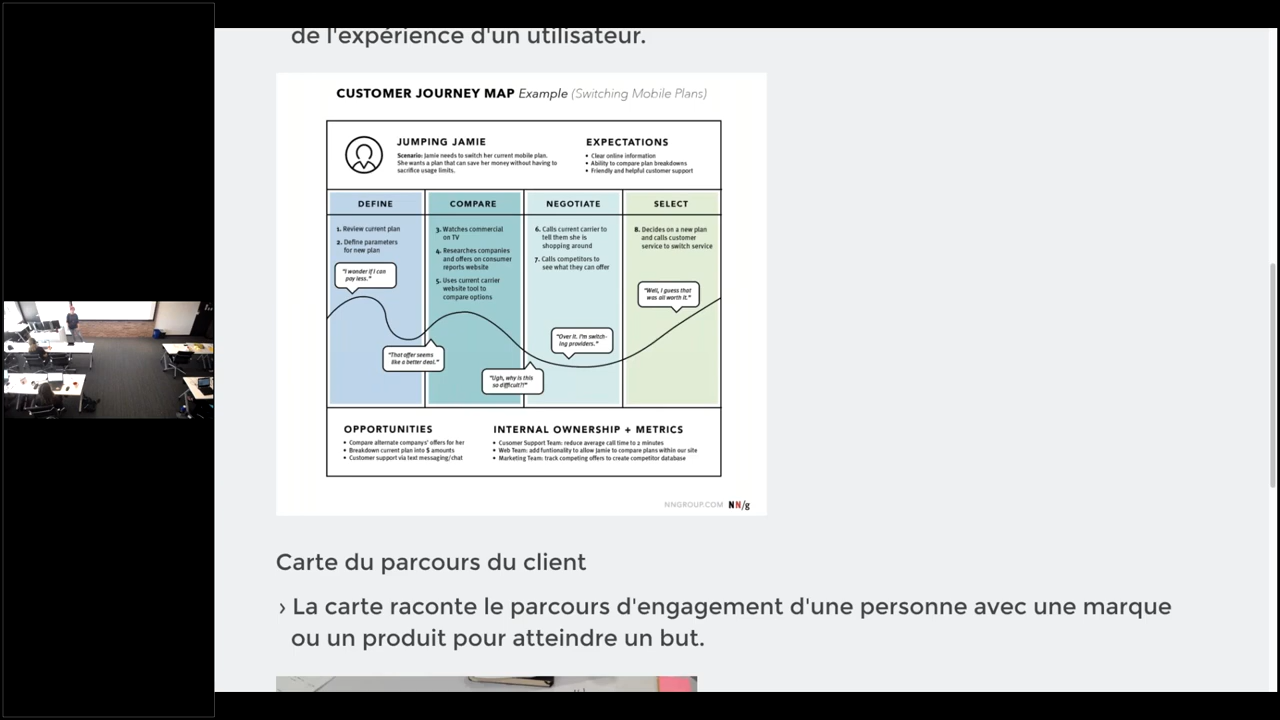 de l'expérience d'un utilisateur.
CUSTOMER JOURNEY MAP Example (Switching Mobile Plans)
JUMPING JAMIE
Scenario: Jamie needs to switch her current mobile plan.
She wants a plan that can save her money without having to
sacrifice usage limits.
EXPECTATIONS
• Clear online information
• Ability to compare plan breakdowns
• Friendly and helpful customer support
DEFINE
1. Review current plan
2. Define parameters
for new plan
"I wonder if I can
pay less."
COMPARE
3. Watches commercial
on TV
4. Researches companies
and offers on consumer
reports website
5. Uses current carrier
website tool to
compare options
"That offer seems
like a better deal."
NEGOTIATE
6. Calls current carrier to
tell them she is
shopping around
7. Calls competitors to
see what they can offer
"Ugh, why is this
so difficult?!"
"Over it. I'm switch-
ing providers."
SELECT
8. Decides on a new plan
and calls customer
service to switch service
"Well, I guess that
was all worth it."
OPPORTUNITIES
• Compare alternate companys' offers for her
• Breakdown current plan into $ amounts
• Customer support via text messaging/chat
INTERNAL OWNERSHIP + METRICS
• Cusomer Support Team: reduce average call time to 2 minutes
• Web Team: add funtionality to allow Jamie to compare plans within our site
• Marketing Team: track competing offers to create competitor database
NNGROUP.COM NN/g
Carte du parcours du client
› La carte raconte le parcours d'engagement d'une personne avec une marque
ou un produit pour atteindre un but.